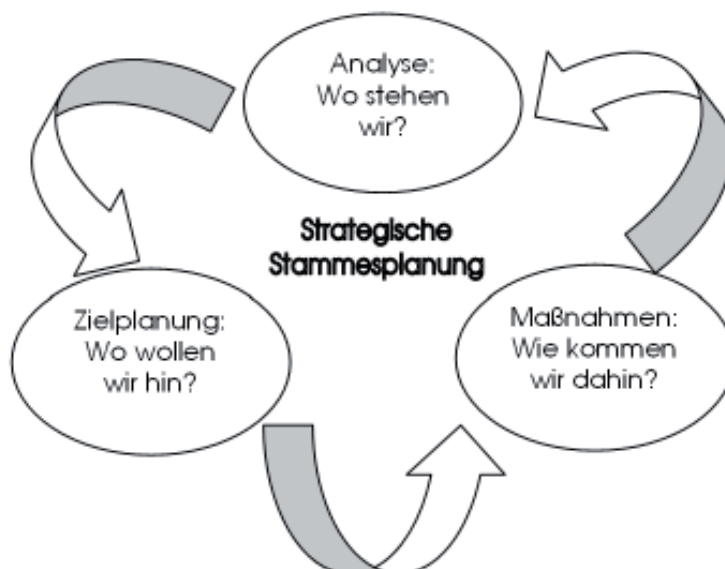 Analyse:
Wo stehen
wir?
Strategische
Stammesplanung
Zielplanung:
Wo wollen
wir hin?
Maßnahmen:
Wie kommen
wir dahin?